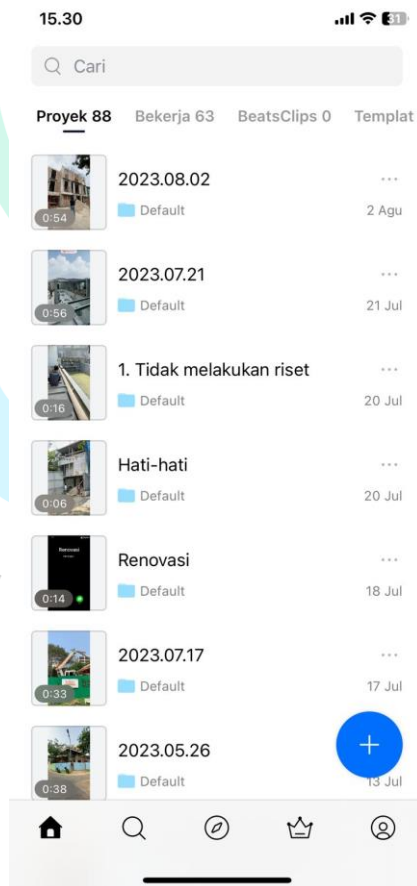 15.30
31
Cari
Proyek 88 Bekerja 63 BeatsClips 0 Templat
2023.08.02
0:54 Default 2 Agu
2023.07.21
0:56 Default 21 Jul
1. Tidak melakukan riset
0:16 Default 20 Jul
Hati-hati
0:06 Default 20 Jul
Renovasi
Renovasi
0:14 Default 18 Jul
2023.07.17
0:33 Default 17 Jul
2023.05.26
0:38 Default 13 Jul